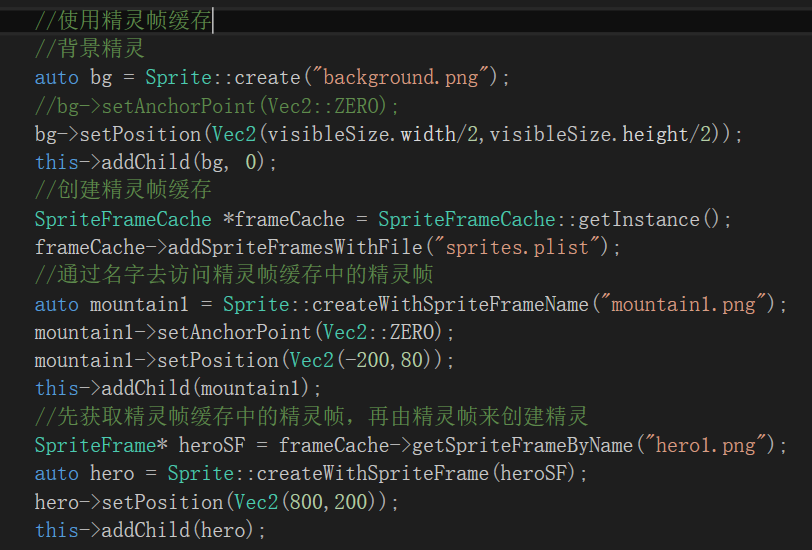 //使用精灵帧缓存
//背景精灵
auto bg = Sprite::create("background.png");
//bg->setAnchorPoint(Vec2::ZERO);
bg->setPosition(Vec2(visibleSize.width/2,visibleSize.height/2));
this->addChild(bg, 0);
//创建精灵帧缓存
SpriteFrameCache *frameCache = SpriteFrameCache::getInstance();
frameCache->addSpriteFramesWithFile("sprites.plist");
//通过名字去访问精灵帧缓存中的精灵帧
auto mountain1 = Sprite::createWithSpriteFrameName("mountain1.png");
mountain1->setAnchorPoint(Vec2::ZERO);
mountain1->setPosition(Vec2(-200,80));
this->addChild(mountain1);
//先获取精灵帧缓存中的精灵帧，再由精灵帧来创建精灵
SpriteFrame* heroSF = frameCache->getSpriteFrameByName("hero1.png");
auto hero = Sprite::createWithSpriteFrame(heroSF);
hero->setPosition(Vec2(800,200));
this->addChild(hero);